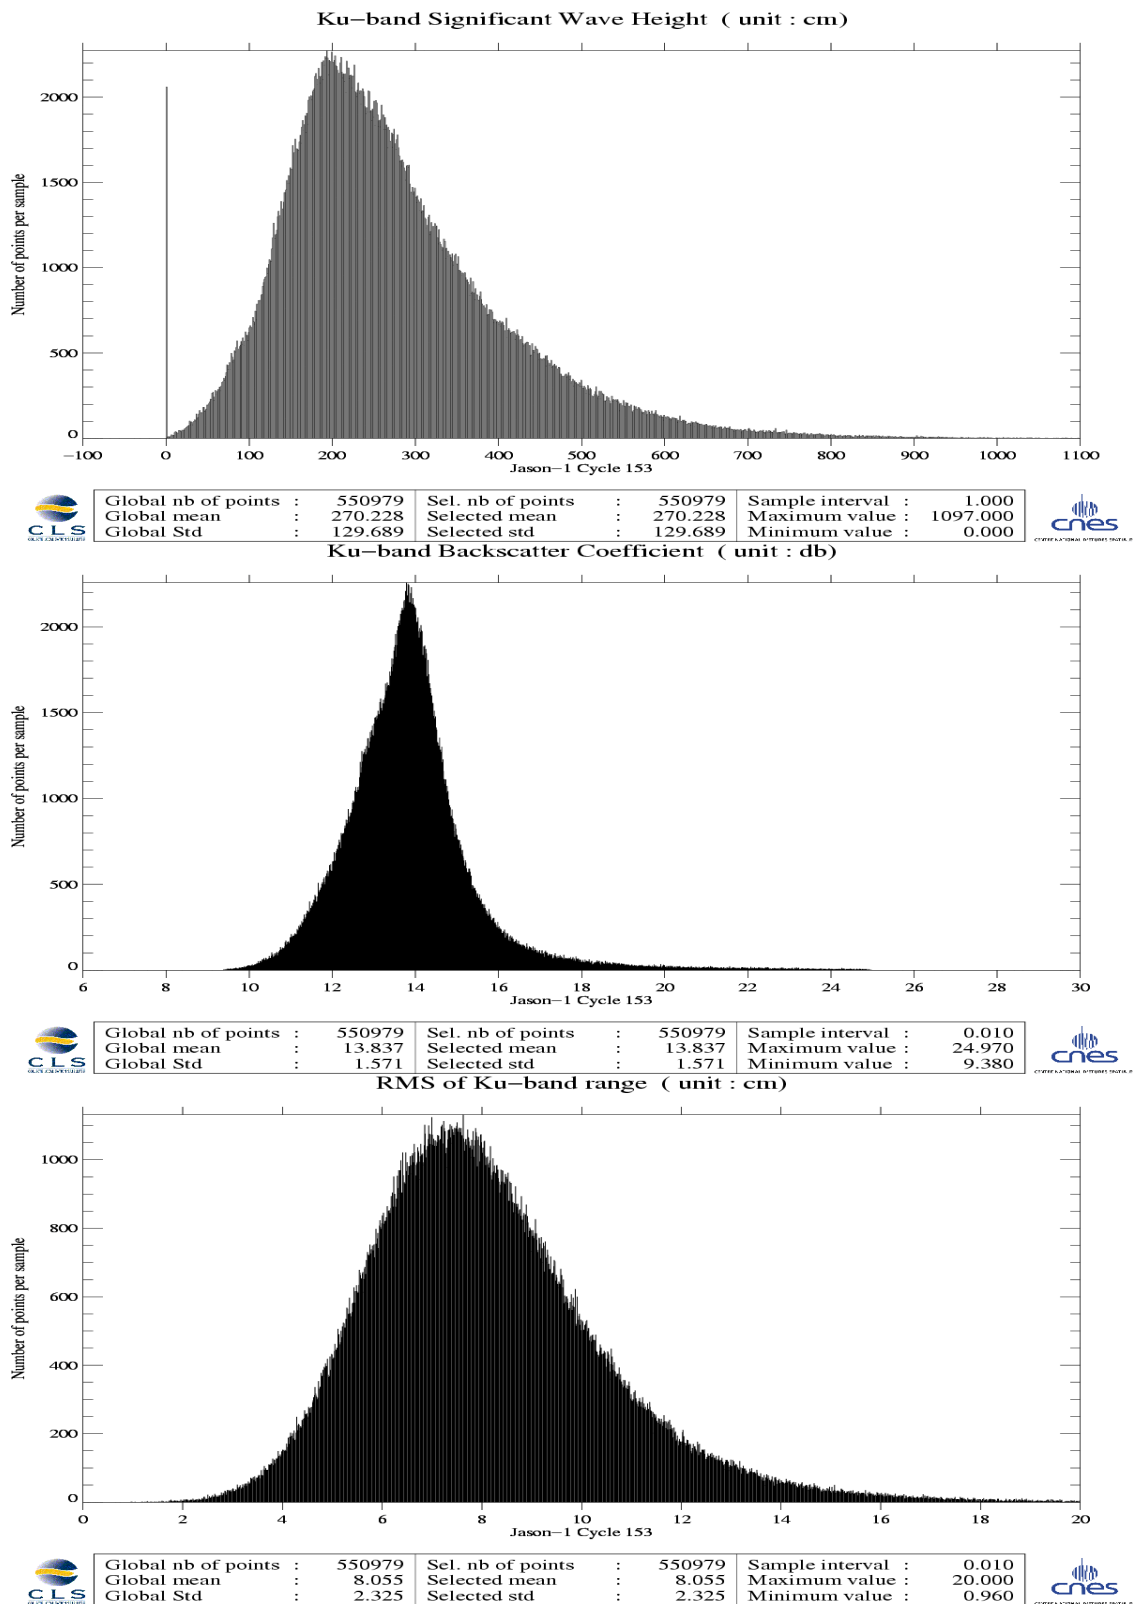 Ku−band Significant Wave Height ( unit : cm)
Number of points per sample
2000
1500
1000
500
0
−100 0 100 200 300 400 500 600 700 800 900 1000 1100
Jason−1 Cycle 153
CLS
Global nb of points : 550979 Sel. nb of points : 550979 Sample interval : 1.000
Global mean : 270.228 Selected mean : 270.228 Maximum value : 1097.000
Global Std : 129.689 Selected std : 129.689 Minimum value : 0.000
cnes
Ku−band Backscatter Coefficient ( unit : db)
Number of points per sample
2000
1500
1000
500
0
6 8 10 12 14 16 18 20 22 24 26 28 30
Jason−1 Cycle 153
CLS
Global nb of points : 550979 Sel. nb of points : 550979 Sample interval : 0.010
Global mean : 13.837 Selected mean : 13.837 Maximum value : 24.970
Global Std : 1.571 Selected std : 1.571 Minimum value : 9.380
cnes
RMS of Ku−band range ( unit : cm)
Number of points per sample
1000
800
600
400
200
0
0 2 4 6 8 10 12 14 16 18 20
Jason−1 Cycle 153
CLS
Global nb of points : 550979 Sel. nb of points : 550979 Sample interval : 0.010
Global mean : 8.055 Selected mean : 8.055 Maximum value : 20.000
Global Std : 2.325 Selected std : 2.325 Minimum value : 0.960
cnes